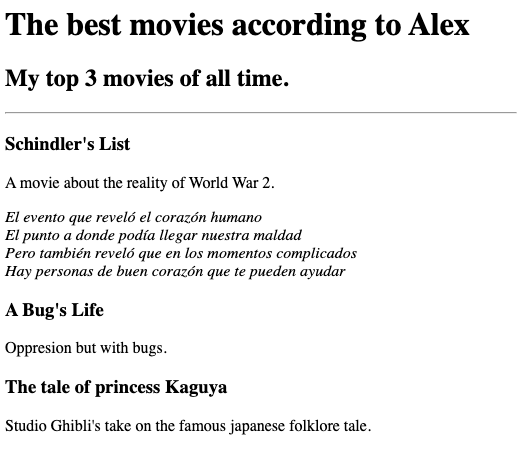 The best movies according to Alex
My top 3 movies of all time.
Schindler's List
A movie about the reality of World War 2.
El evento que reveló el corazón humano
El punto a donde podía llegar nuestra maldad
Pero también reveló que en los momentos complicados
Hay personas de buen corazón que te pueden ayudar
A Bug's Life
Oppresion but with bugs.
The tale of princess Kaguya
Studio Ghibli's take on the famous japanese folklore tale.